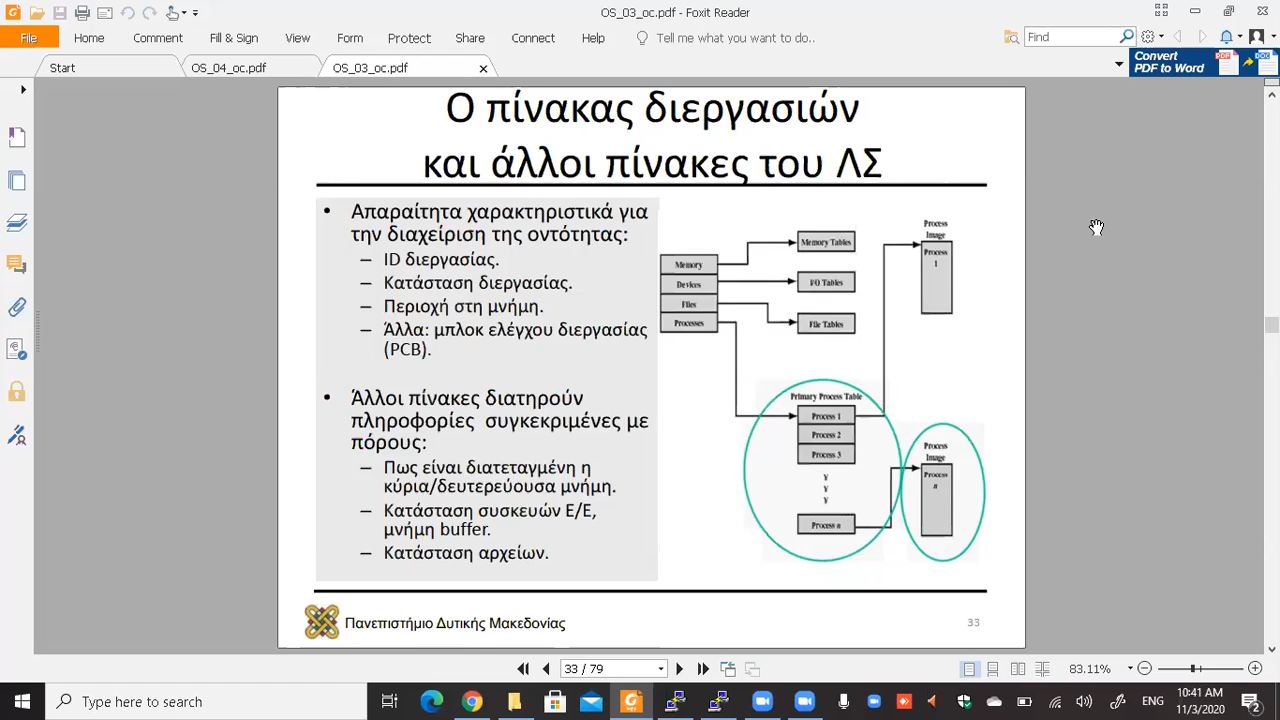 OS_03_oc.pdf - Foxit Reader
File Home Comment Fill & Sign View Form Protect Share Connect Help Tell me what you want to do.. Find
Start OS_04_oc.pdf OS_03_oc.pdf
Convert
PDF to Word
Ο πίνακας διεργασιών
και άλλοι πίνακες του ΛΣ
• Απαραίτητα χαρακτηριστικά για
την διαχείριση της οντότητας:
– ID διεργασίας.
– Κατάσταση διεργασίας.
– Περιοχή στη μνήμη.
– Άλλα: μπλοκ ελέγχου διεργασίας
(PCB).
• Άλλοι πίνακες διατηρούν
πληροφορίες συγκεκριμένες με
πόρους:
– Πως είναι διατεταγμένη η
κύρια/δευτερεύουσα μνήμη.
– Κατάσταση συσκευών Ε/Ε,
μνήμη buffer.
– Κατάσταση αρχείων.
Memory
Devices
Files
Processes
Memory Tables
I/O Tables
File Tables
Process
Image
Process
1
Primary Process Table
Process 1
Process 2
Process 3
¥
¥
¥
Process n
Process
Image
Process
n
Πανεπιστήμιο Δυτικής Μακεδονίας
33
33 / 79
83.11%
Type here to search
ENG
10:41 AM
11/3/2020
2